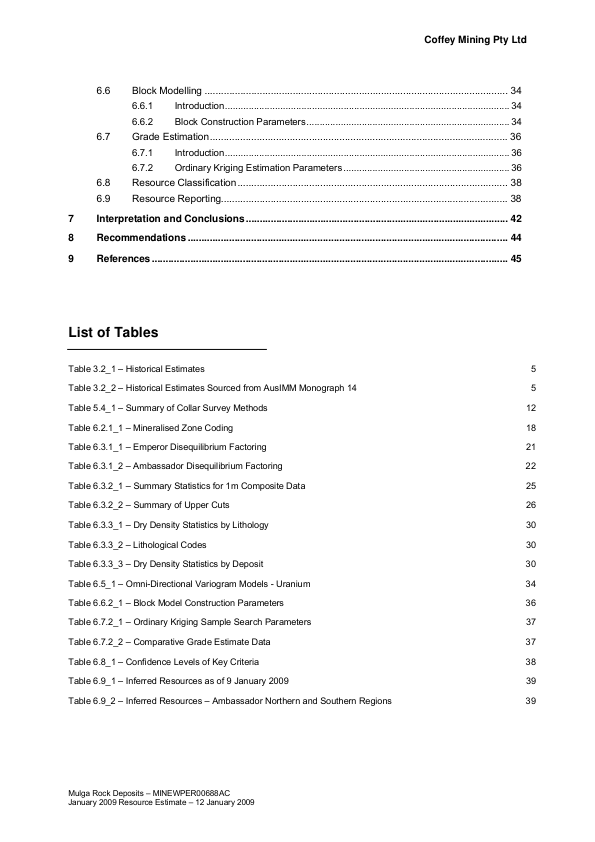 Coffey Mining Pty Ltd
6.6 Block Modelling ........ 34
6.6.1 Introduction ........ 34
6.6.2 Block Construction Parameters ........ 34
6.7 Grade Estimation ........ 36
6.7.1 Introduction ........ 36
6.7.2 Ordinary Kriging Estimation Parameters ........ 36
6.8 Resource Classification ........ 38
6.9 Resource Reporting ........ 38
7 Interpretation and Conclusions ........ 42
8 Recommendations ........ 44
9 References ........ 45
List of Tables
Table 3.2_1 – Historical Estimates 5
Table 3.2_2 – Historical Estimates Sourced from AusIMM Monograph 14 5
Table 5.4_1 – Summary of Collar Survey Methods 12
Table 6.2.1_1 – Mineralised Zone Coding 18
Table 6.3.1_1 – Emperor Disequilibrium Factoring 21
Table 6.3.1_2 – Ambassador Disequilibrium Factoring 22
Table 6.3.2_1 – Summary Statistics for 1m Composite Data 25
Table 6.3.2_2 – Summary of Upper Cuts 26
Table 6.3.3_1 – Dry Density Statistics by Lithology 30
Table 6.3.3_2 – Lithological Codes 30
Table 6.3.3_3 – Dry Density Statistics by Deposit 30
Table 6.5_1 – Omni-Directional Variogram Models - Uranium 34
Table 6.6.2_1 – Block Model Construction Parameters 36
Table 6.7.2_1 – Ordinary Kriging Sample Search Parameters 37
Table 6.7.2_2 – Comparative Grade Estimate Data 37
Table 6.8_1 – Confidence Levels of Key Criteria 38
Table 6.9_1 – Inferred Resources as of 9 January 2009 39
Table 6.9_2 – Inferred Resources – Ambassador Northern and Southern Regions 39
Mulga Rock Deposits – MINEWPER00688AC
January 2009 Resource Estimate – 12 January 2009